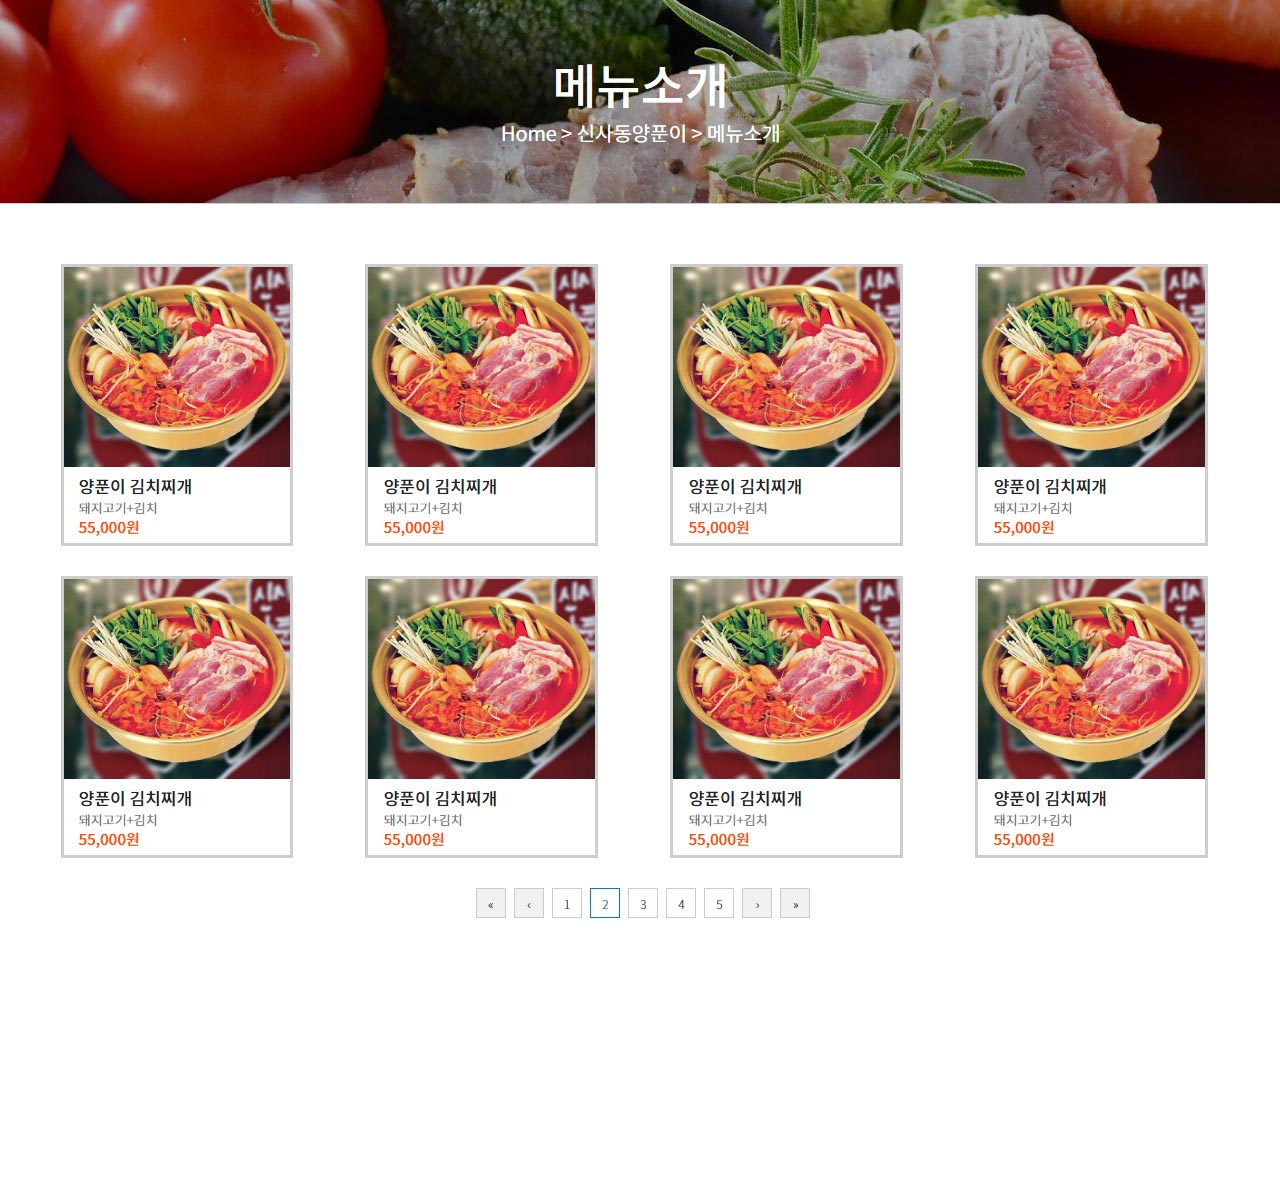 메뉴소개
Home > 신사동양푼이 > 메뉴소개
양푼이 김치찌개
돼지고기+김치
55,000원
양푼이 김치찌개
돼지고기+김치
55,000원
양푼이 김치찌개
돼지고기+김치
55,000원
양푼이 김치찌개
돼지고기+김치
55,000원
양푼이 김치찌개
돼지고기+김치
55,000원
양푼이 김치찌개
돼지고기+김치
55,000원
양푼이 김치찌개
돼지고기+김치
55,000원
양푼이 김치찌개
돼지고기+김치
55,000원
« ‹ 1 2 3 4 5 › »